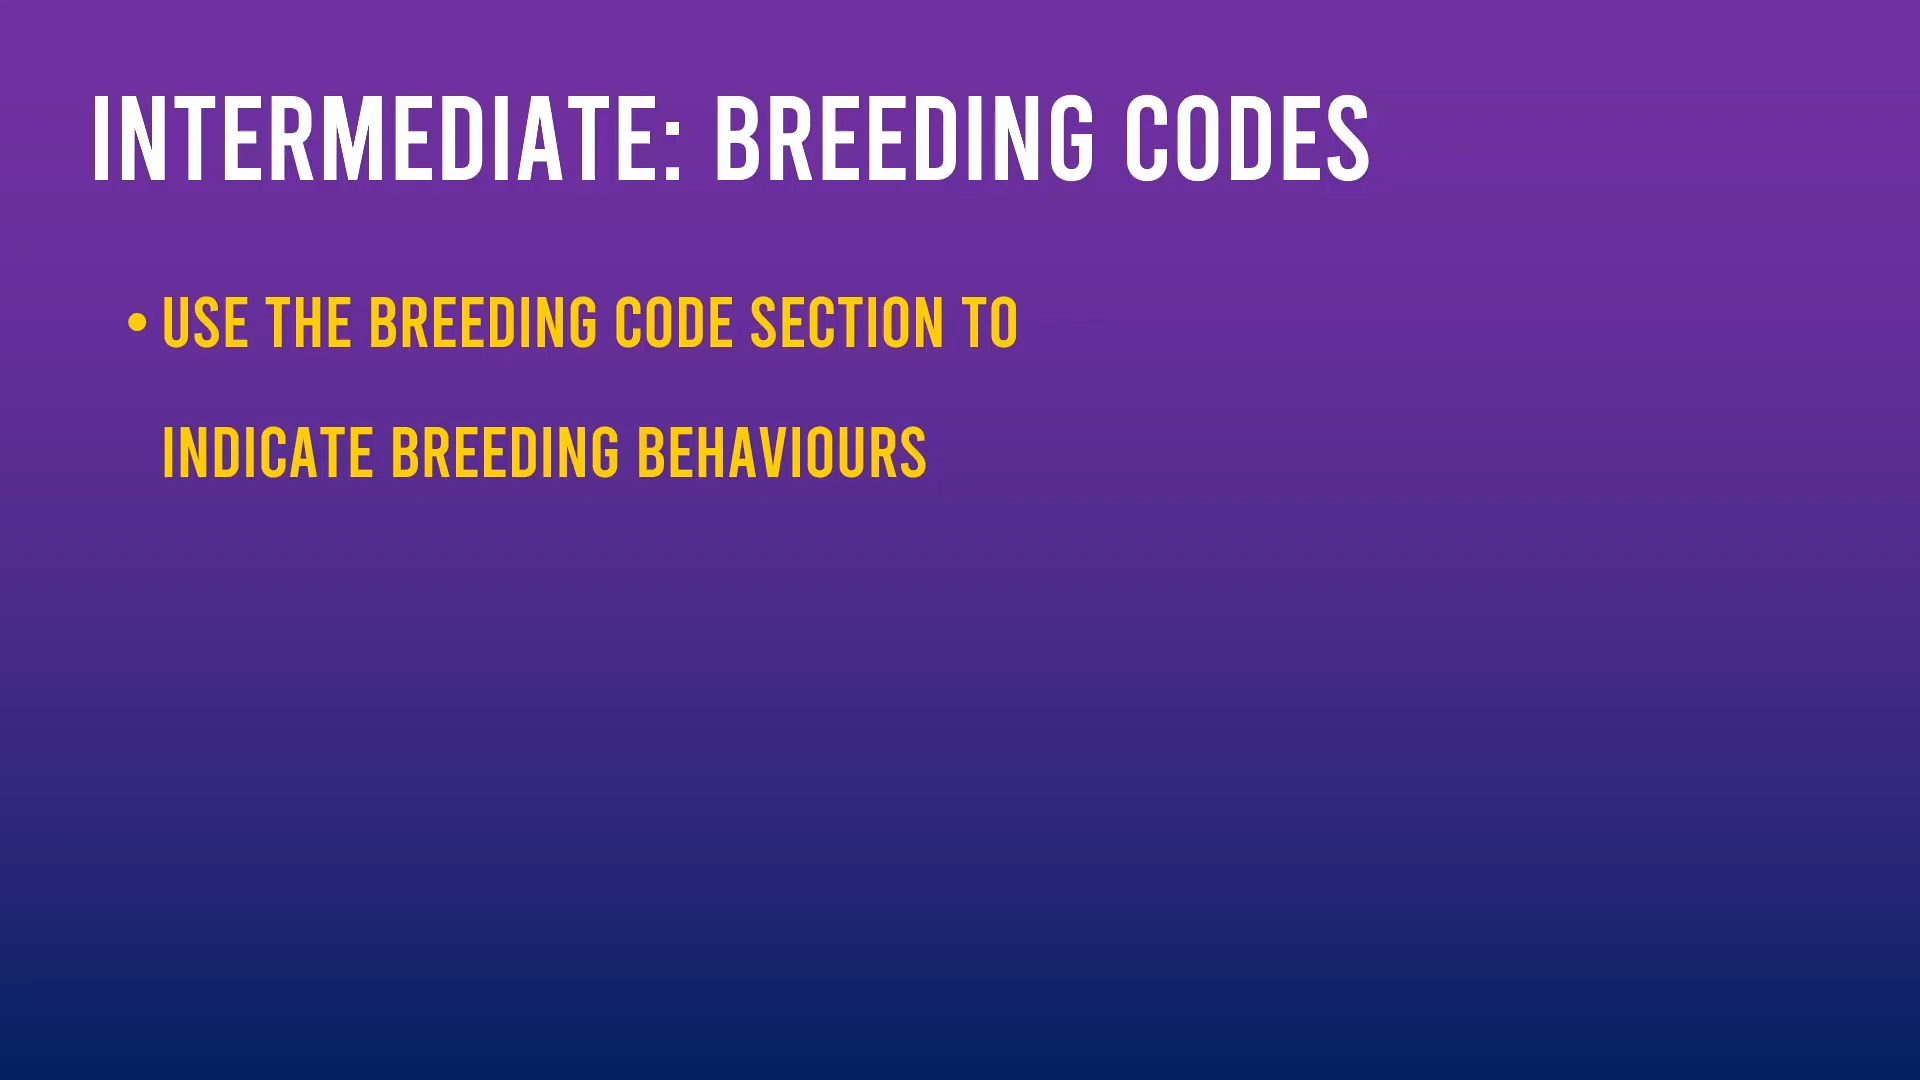 INTERMEDIATE: BREEDING CODES
• USE THE BREEDING CODE SECTION TO
INDICATE BREEDING BEHAVIOURS